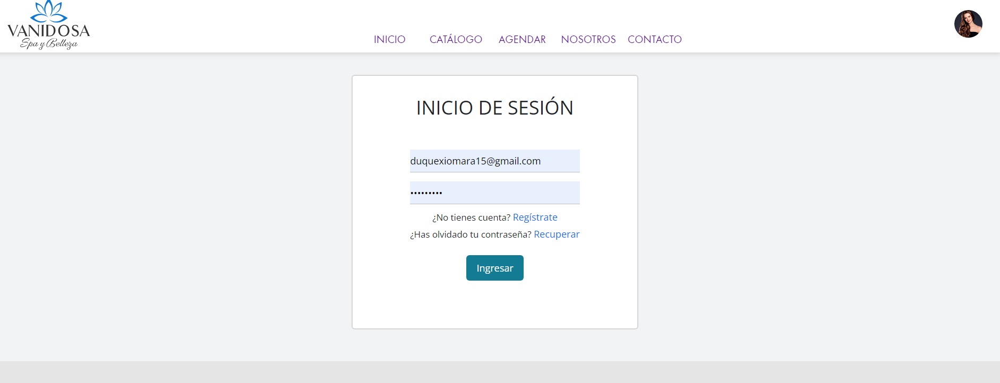 VANIDOSA
Spa y Belleza
INICIO CATÁLOGO AGENDAR NOSOTROS CONTACTO
INICIO DE SESIÓN
duquexiomara15@gmail.com
•••••••••
¿No tienes cuenta? Regístrate
¿Has olvidado tu contraseña? Recuperar
Ingresar